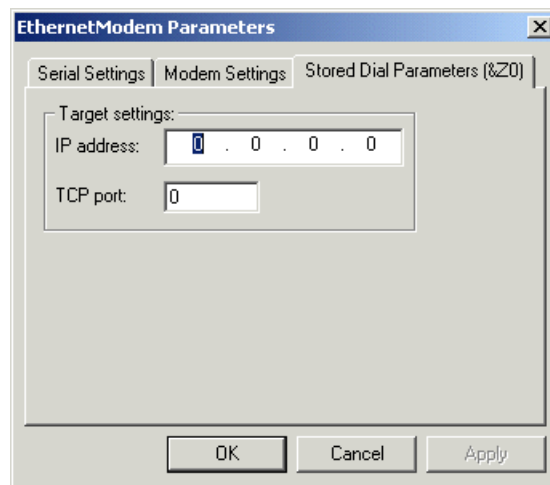 EthernetModem Parameters
Serial Settings Modem Settings Stored Dial Parameters (&Z0)
Target settings:
IP address: 0 . 0 . 0 . 0
TCP port: 0
OK Cancel Apply